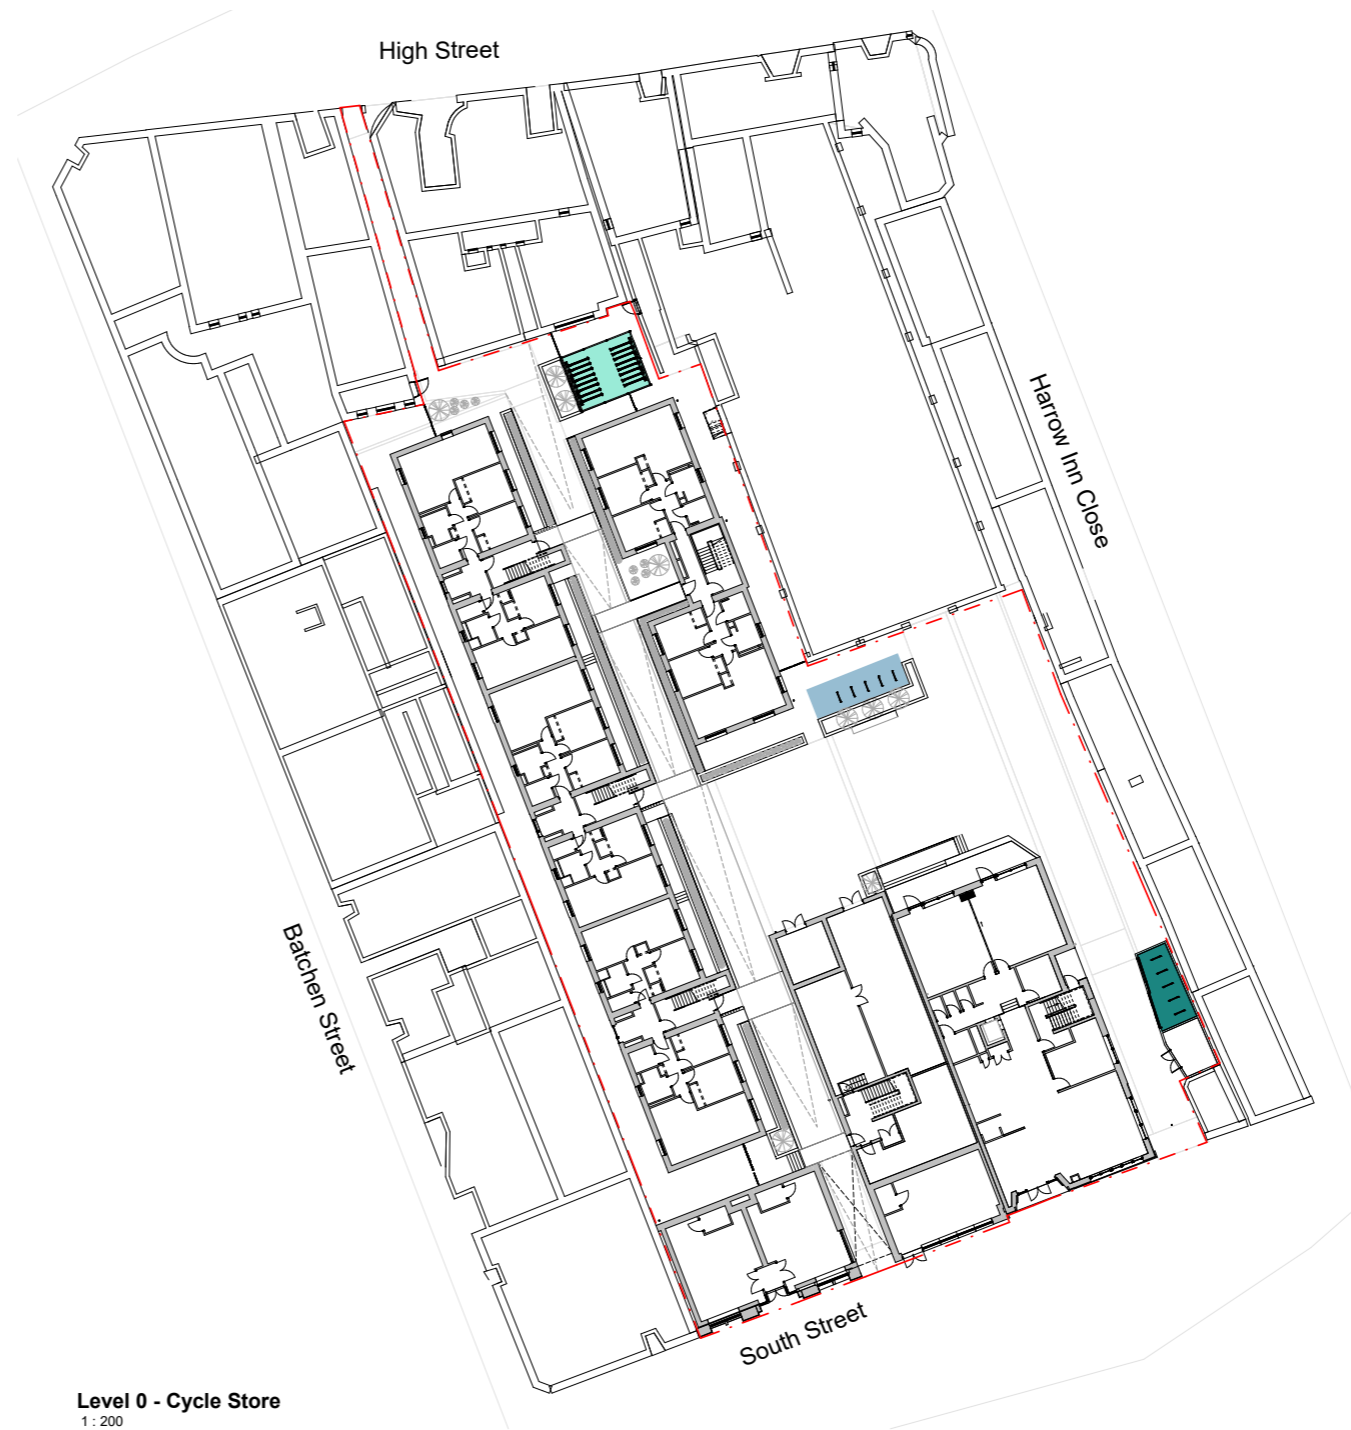 High Street
Harrow Inn Close
Batchen Street
South Street
Level 0 - Cycle Store
1 : 200